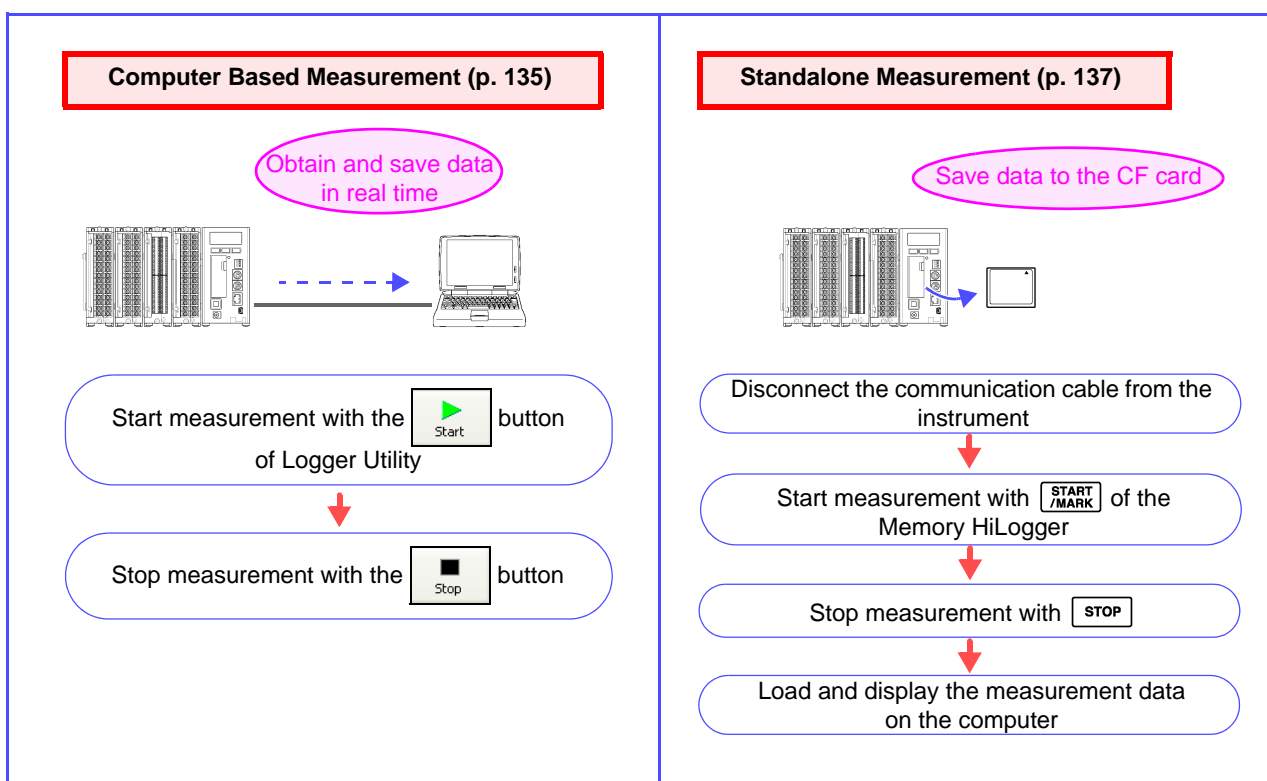 Computer Based Measurement (p. 135)
Obtain and save data
in real time
Start measurement with the Start button
of Logger Utility
Stop measurement with the Stop button
Standalone Measurement (p. 137)
Save data to the CF card
Disconnect the communication cable from the
instrument
Start measurement with START /MARK of the
Memory HiLogger
Stop measurement with STOP
Load and display the measurement data
on the computer